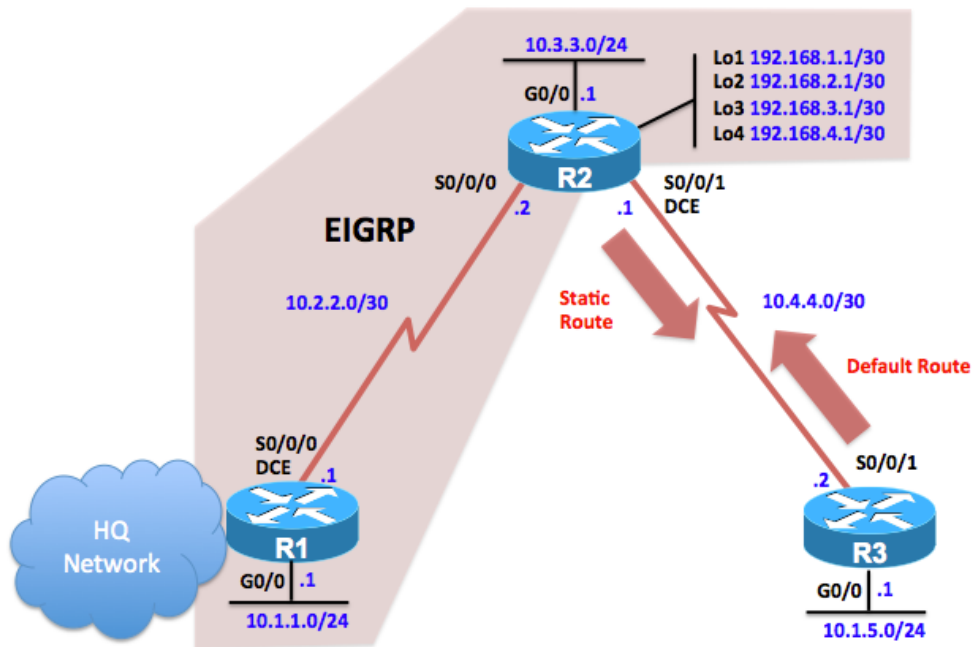 10.3.3.0/24
Lo1 192.168.1.1/30
Lo2 192.168.2.1/30
Lo3 192.168.3.1/30
Lo4 192.168.4.1/30
G0/0 .1
R2
S0/0/0
.2
.1
S0/0/1
DCE
EIGRP
10.2.2.0/30
Static
Route
10.4.4.0/30
Default Route
S0/0/0
DCE
.1
HQ
Network
R1
G0/0 .1
10.1.1.0/24
S0/0/1
.2
R3
G0/0 .1
10.1.5.0/24